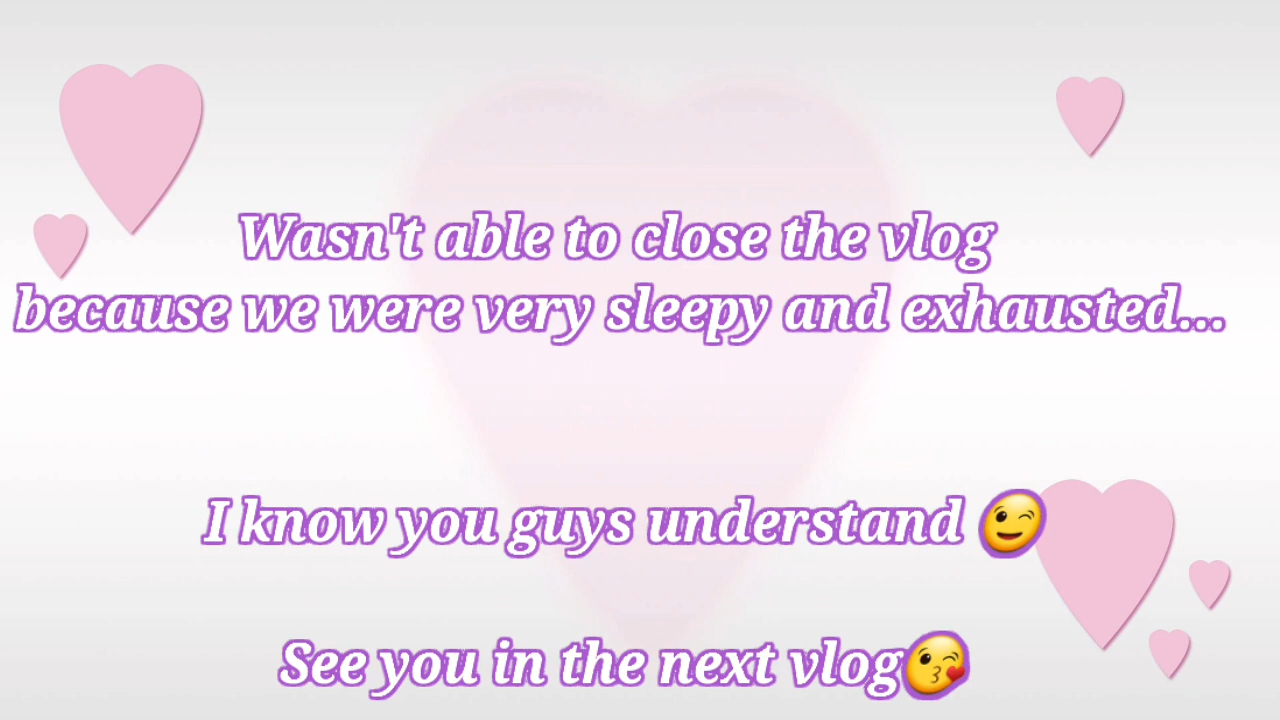 Wasn't able to close the vlog
because we were very sleepy and exhausted...
I know you guys understand 😉
See you in the next vlog😘